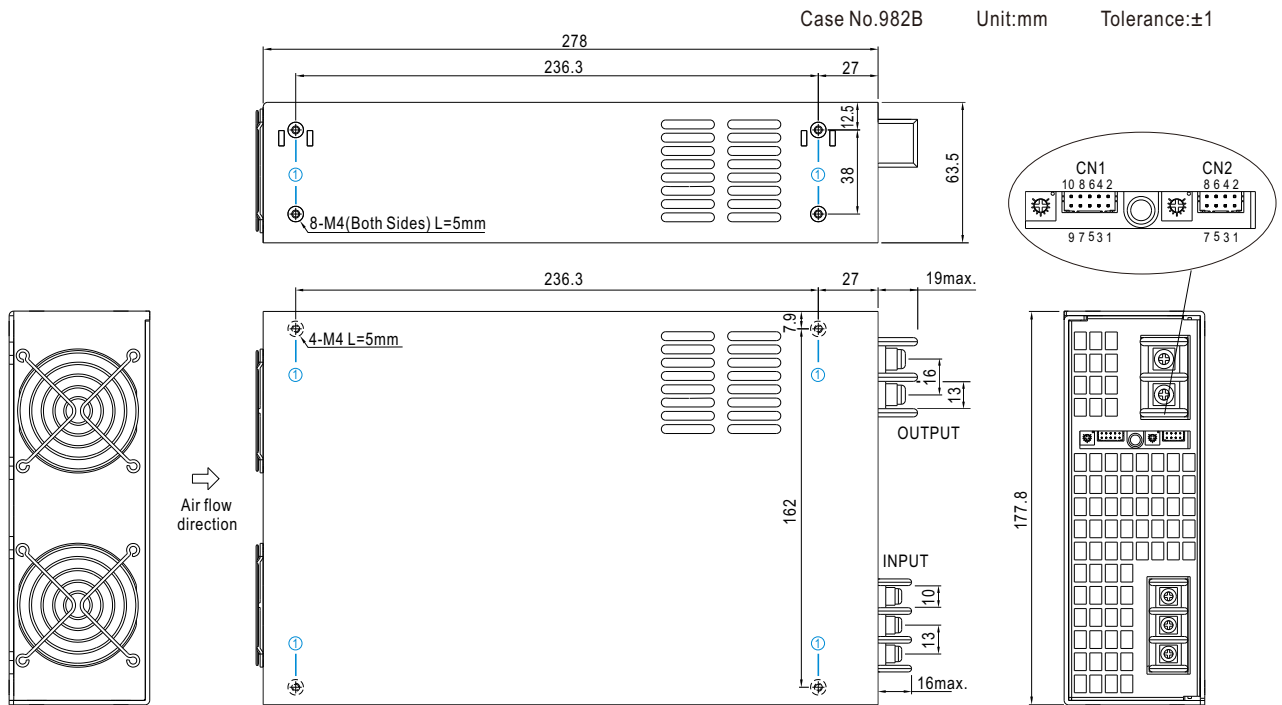 Case No.982B Unit:mm Tolerance:±1
278
236.3 27
12.5
38
63.5
①
①
8-M4(Both Sides) L=5mm
CN1 CN2
10 8 6 4 2 8 6 4 2
9 7 5 3 1 7 5 3 1
236.3 27 19max.
7.9
4-M4 L=5mm
①
①
16
13
OUTPUT
Air flow
direction
162
177.8
INPUT
10
13
①
①
16max.